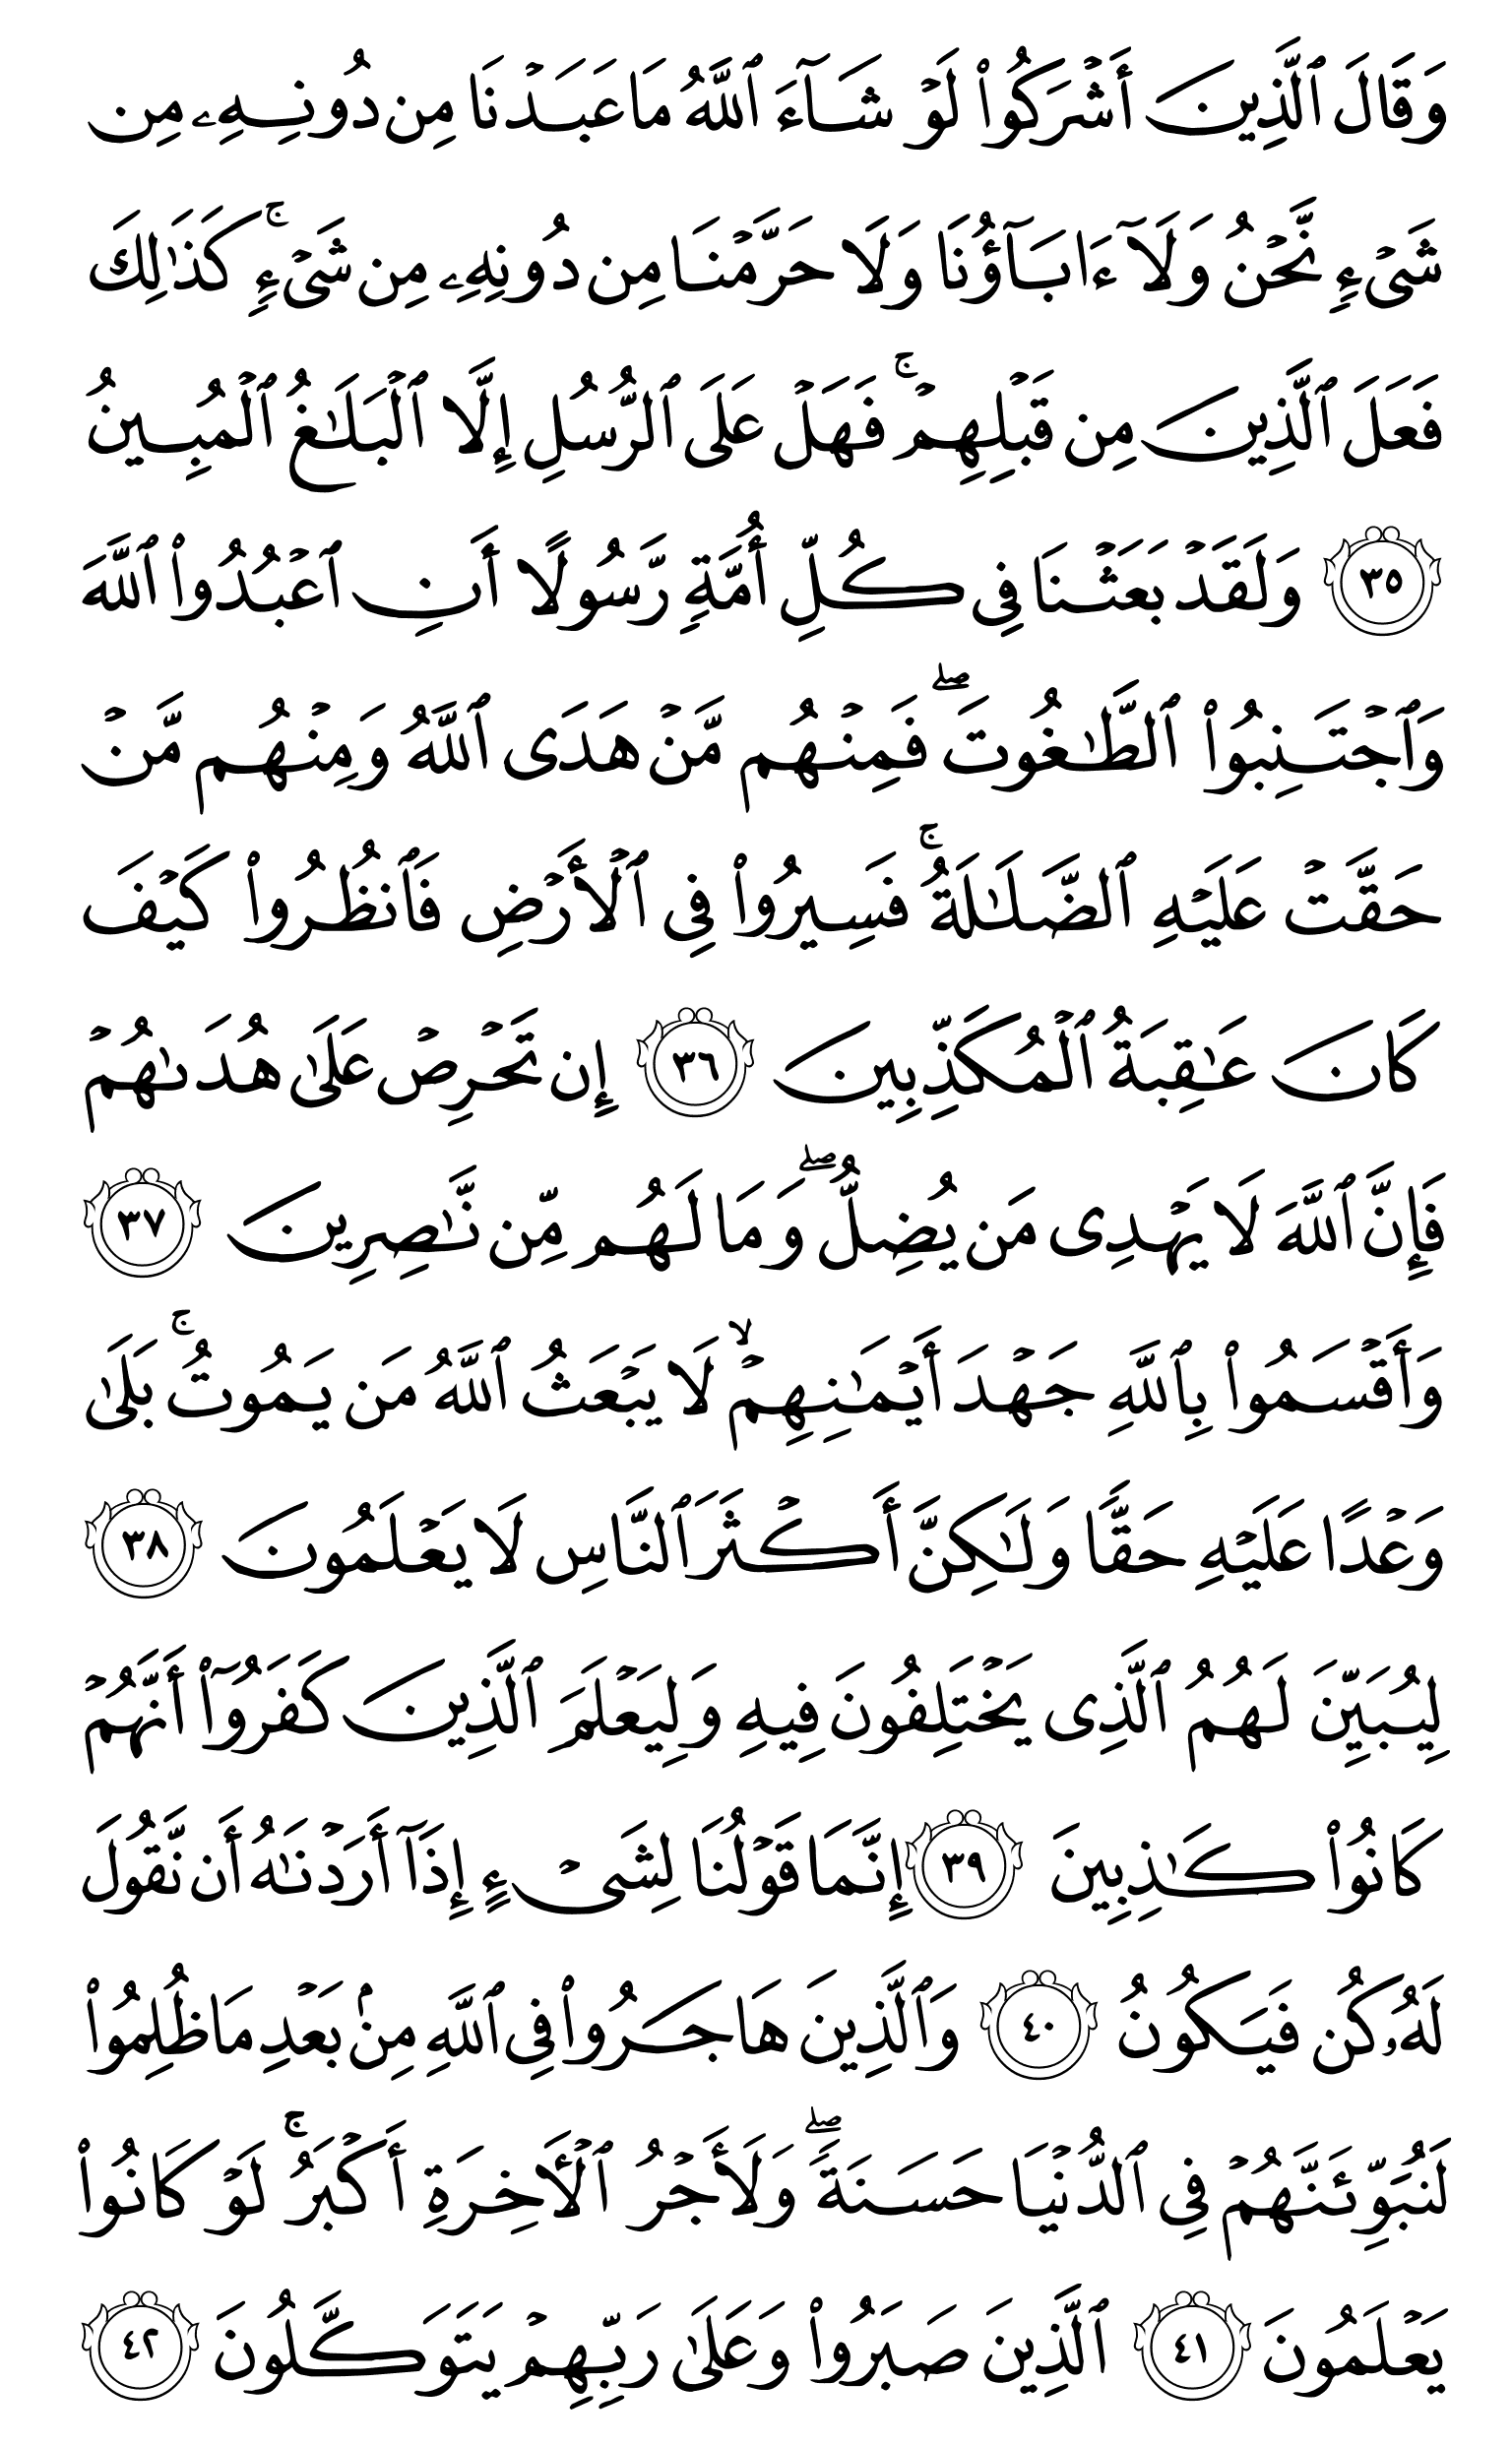 وَقَالَ ٱلَّذِينَ أَشۡرَكُواْ لَوۡ شَآءَ ٱللَّهُ مَا عَبَدۡنَا مِن دُونِهِۦ مِن
شَيۡءٖ نَّحۡنُ وَلَآ ءَابَآؤُنَا وَلَا حَرَّمۡنَا مِن دُونِهِۦ مِن شَيۡءٖۚ كَذَٰلِكَ
فَعَلَ ٱلَّذِينَ مِن قَبۡلِهِمۡۚ فَهَلۡ عَلَى ٱلرُّسُلِ إِلَّا ٱلۡبَلَٰغُ ٱلۡمُبِينُ
٣٥ وَلَقَدۡ بَعَثۡنَا فِي كُلِّ أُمَّةٖ رَّسُولًا أَنِ ٱعۡبُدُواْ ٱللَّهَ
وَٱجۡتَنِبُواْ ٱلطَّٰغُوتَۖ فَمِنۡهُم مَّنۡ هَدَى ٱللَّهُ وَمِنۡهُم مَّنۡ
حَقَّتۡ عَلَيۡهِ ٱلضَّلَٰلَةُۚ فَسِيرُواْ فِي ٱلۡأَرۡضِ فَٱنظُرُواْ كَيۡفَ
كَانَ عَٰقِبَةُ ٱلۡمُكَذِّبِينَ ٣٦ إِن تَحۡرِصۡ عَلَىٰ هُدَىٰهُمۡ
فَإِنَّ ٱللَّهَ لَا يَهۡدِي مَن يُضِلُّۖ وَمَا لَهُم مِّن نَّٰصِرِينَ ٣٧
وَأَقۡسَمُواْ بِٱللَّهِ جَهۡدَ أَيۡمَٰنِهِمۡۙ لَا يَبۡعَثُ ٱللَّهُ مَن يَمُوتُۚ بَلَىٰ
وَعۡدًا عَلَيۡهِ حَقّٗا وَلَٰكِنَّ أَكۡثَرَ ٱلنَّاسِ لَا يَعۡلَمُونَ ٣٨
لِيُبَيِّنَ لَهُمُ ٱلَّذِي يَخۡتَلِفُونَ فِيهِ وَلِيَعۡلَمَ ٱلَّذِينَ كَفَرُوٓاْ أَنَّهُمۡ
كَانُواْ كَٰذِبِينَ ٣٩ إِنَّمَا قَوۡلُنَا لِشَيۡءٍ إِذَآ أَرَدۡنَٰهُ أَن نَّقُولَ
لَهُۥ كُن فَيَكُونُ ٤٠ وَٱلَّذِينَ هَاجَرُواْ فِي ٱللَّهِ مِنۢ بَعۡدِ مَا ظُلِمُواْ
لَنُبَوِّئَنَّهُمۡ فِي ٱلدُّنۡيَا حَسَنَةٗۖ وَلَأَجۡرُ ٱلۡأٓخِرَةِ أَكۡبَرُۚ لَوۡ كَانُواْ
يَعۡلَمُونَ ٤١ ٱلَّذِينَ صَبَرُواْ وَعَلَىٰ رَبِّهِمۡ يَتَوَكَّلُونَ ٤٢